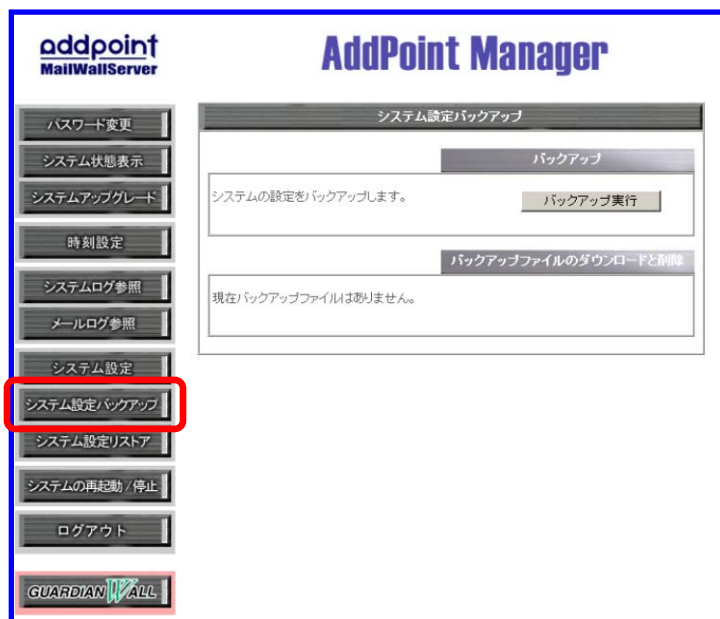 addpoint
MailWallServer
AddPoint Manager
パスワード変更
システム状態表示
システムアップグレード
時刻設定
システムログ参照
メールログ参照
システム設定
システム設定バックアップ
システム設定リストア
システムの再起動/停止
ログアウト
GUARDIAN WALL
システム設定バックアップ
バックアップ
システムの設定をバックアップします。
バックアップ実行
バックアップファイルのダウンロードと削除
現在バックアップファイルはありません。